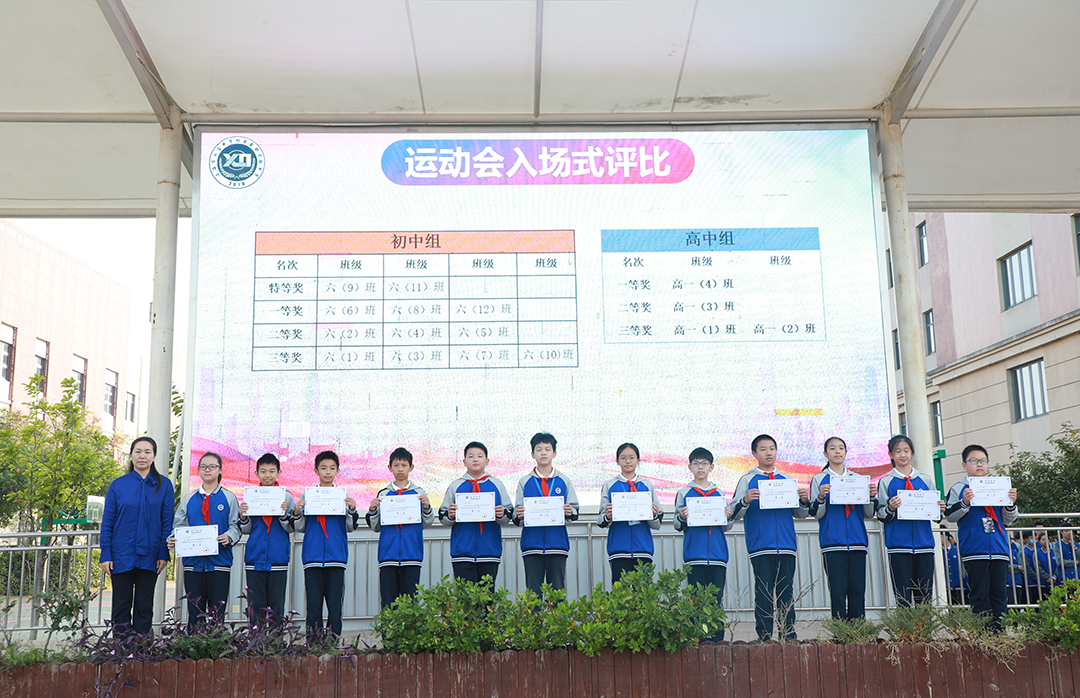 XD
2018
运动会入场式评比
初中组
名次 班级 班级 班级 班级
特等奖 六（9）班 六（11）班
一等奖 六（6）班 六（8）班 六（12）班
二等奖 六（2）班 六（4）班 六（5）班
三等奖 六（1）班 六（3）班 六（7）班 六（10）班
高中组
名次 班级 班级
一等奖 高一（4）班
二等奖 高一（3）班
三等奖 高一（1）班 高一（2）班